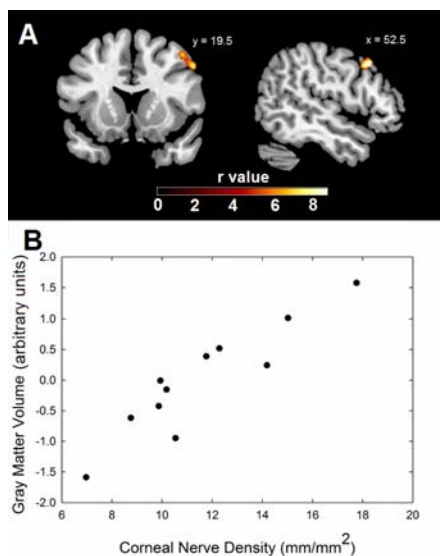 A
y = 19.5
x = 52.5
r value
0 2 4 6 8
B
Gray Matter Volume (arbitrary units)
2.0
1.5
1.0
0.5
0.0
-0.5
-1.0
-1.5
-2.0
6 8 10 12 14 16 18 20
Corneal Nerve Density (mm/mm²)